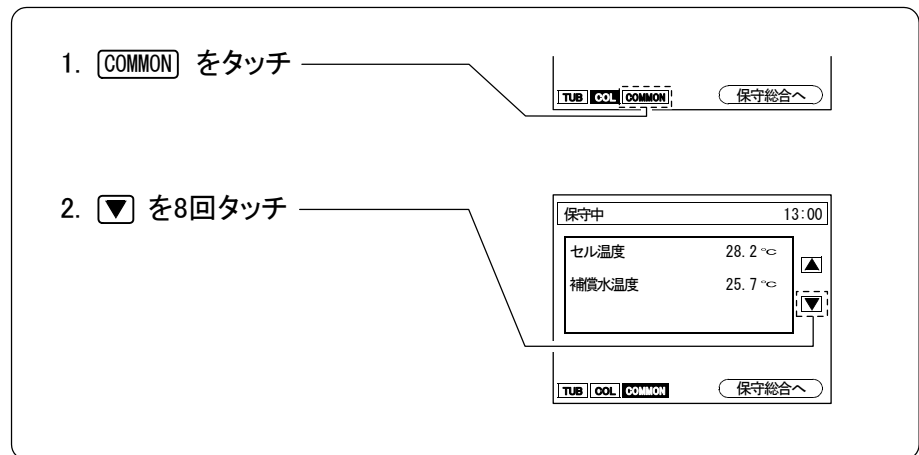 1. COMMON をタッチ
TUB COL COMMON 保守総合へ
2. ▼ を8回タッチ
保守中 13:00
セル温度 28.2℃
▲
補償水温度 25.7℃
▼
TUB COL COMMON 保守総合へ